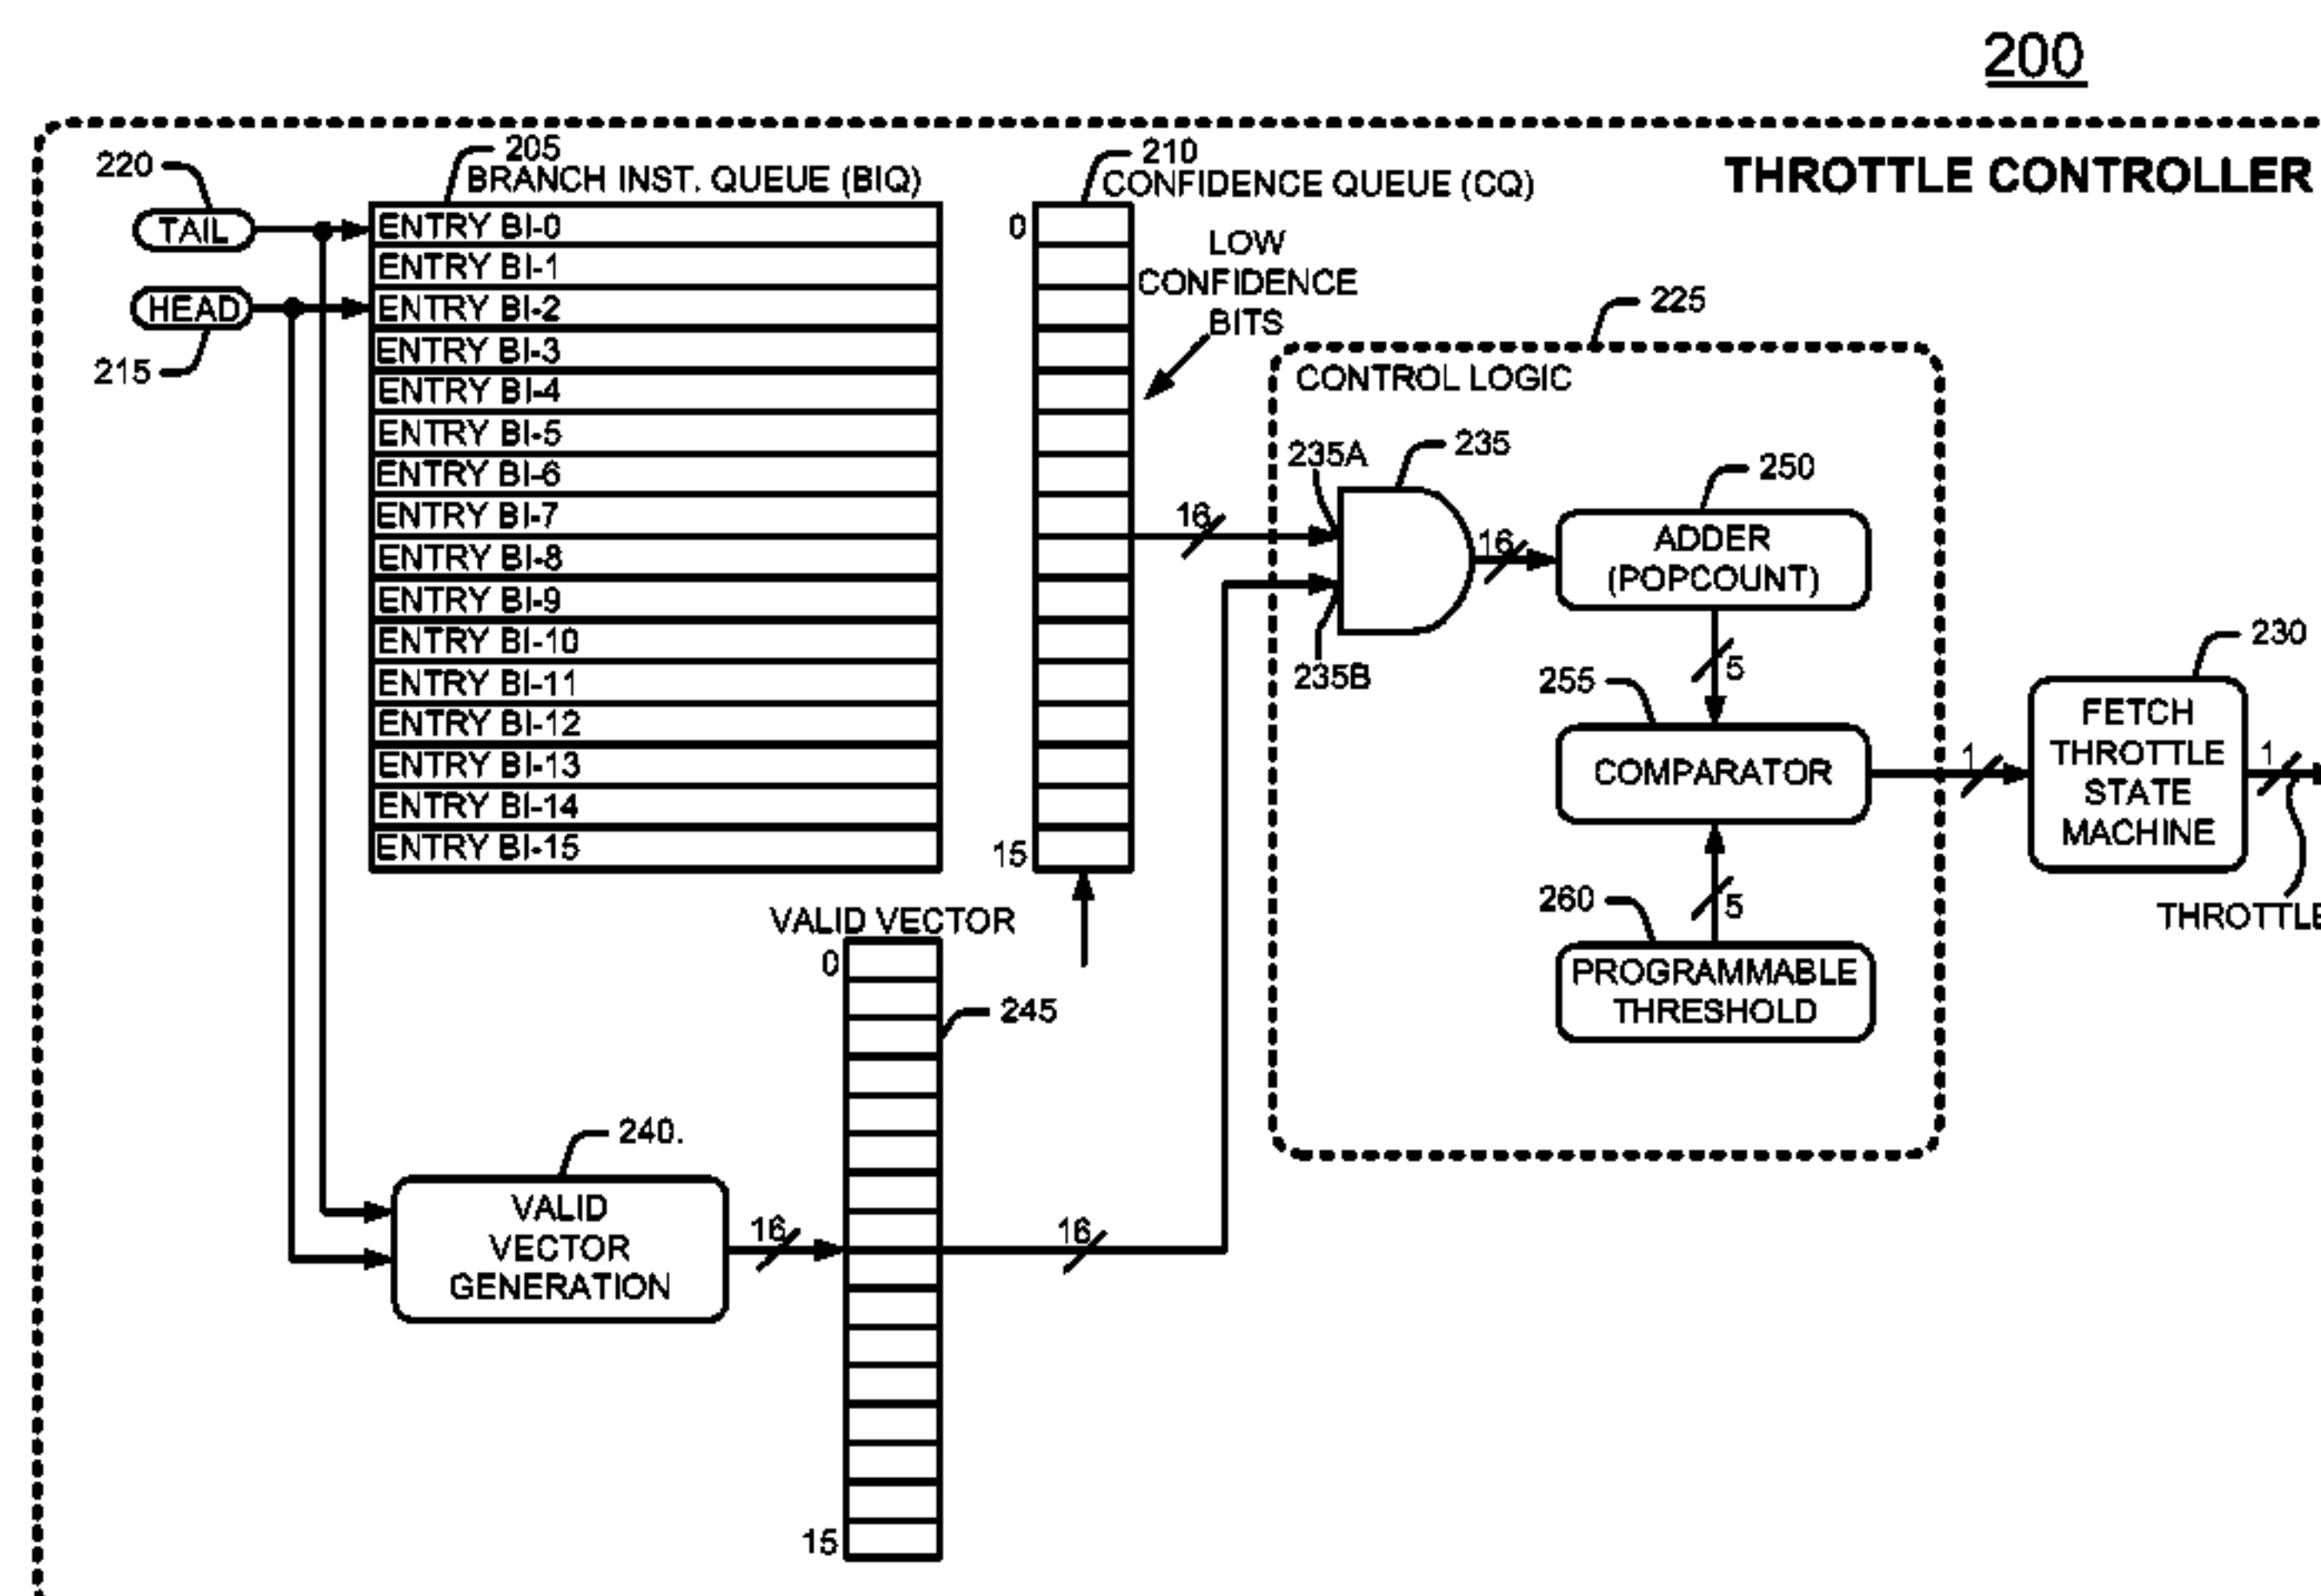 200
THROTTLE CONTROLLER
220
TAIL
HEAD
215
205
BRANCH INST. QUEUE (BIQ)
ENTRY BI-0
ENTRY BI-1
ENTRY BI-2
ENTRY BI-3
ENTRY BI-4
ENTRY BI-5
ENTRY BI-6
ENTRY BI-7
ENTRY BI-8
ENTRY BI-9
ENTRY BI-10
ENTRY BI-11
ENTRY BI-12
ENTRY BI-13
ENTRY BI-14
ENTRY BI-15
210
CONFIDENCE QUEUE (CQ)
0
15
LOW
CONFIDENCE
BITS
16
225
CONTROL LOGIC
235A
235
235B
16
250
ADDER
(POPCOUNT)
5
255
COMPARATOR
5
260
PROGRAMMABLE
THRESHOLD
1
230
FETCH
THROTTLE
STATE
MACHINE
1
THROTTLE
VALID VECTOR
0
15
245
240.
VALID
VECTOR
GENERATION
16
16